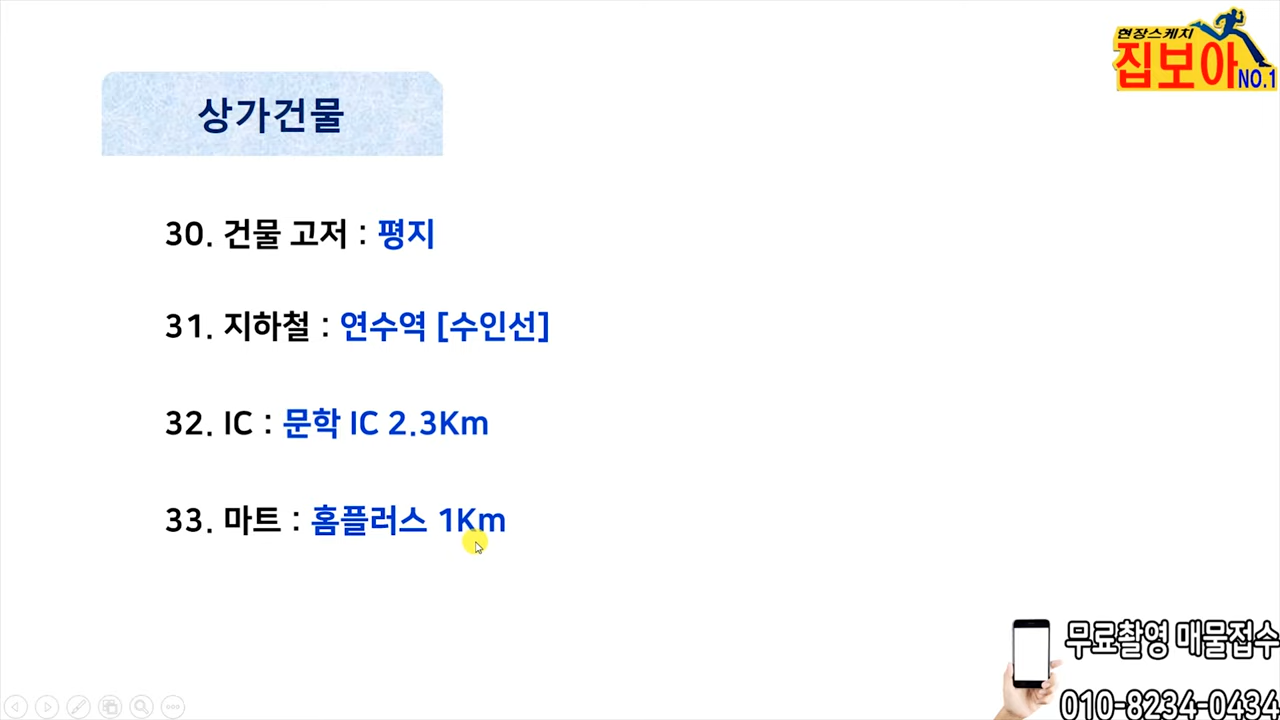 현장스케치
집보아NO.1
상가건물
30. 건물 고저 : 평지
31. 지하철 : 연수역 [수인선]
32. IC : 문학 IC 2.3Km
33. 마트 : 홈플러스 1Km
무료촬영 매물접수
010-8234-0434